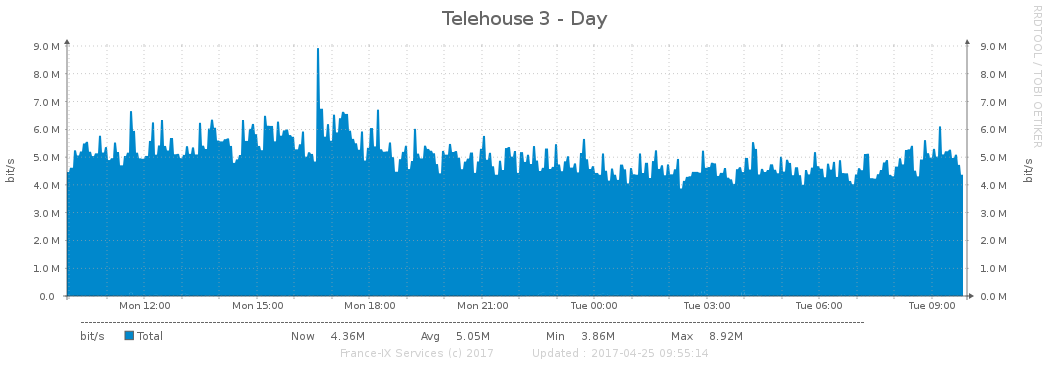 Telehouse 3 - Day
RRDTOOL / TOBI OETIKER
9.0 M 9.0 M
8.0 M 8.0 M
7.0 M 7.0 M
6.0 M 6.0 M
5.0 M 5.0 M
4.0 M 4.0 M
3.0 M 3.0 M
2.0 M 2.0 M
1.0 M 1.0 M
0.0 0.0 M
bit/s
bit/s
Mon 12:00 Mon 15:00 Mon 18:00 Mon 21:00 Tue 00:00 Tue 03:00 Tue 06:00 Tue 09:00
bit/s Total Now 4.36M Avg 5.05M Min 3.86M Max 8.92M
France-IX Services (c) 2017 Updated : 2017-04-25 09:55:14